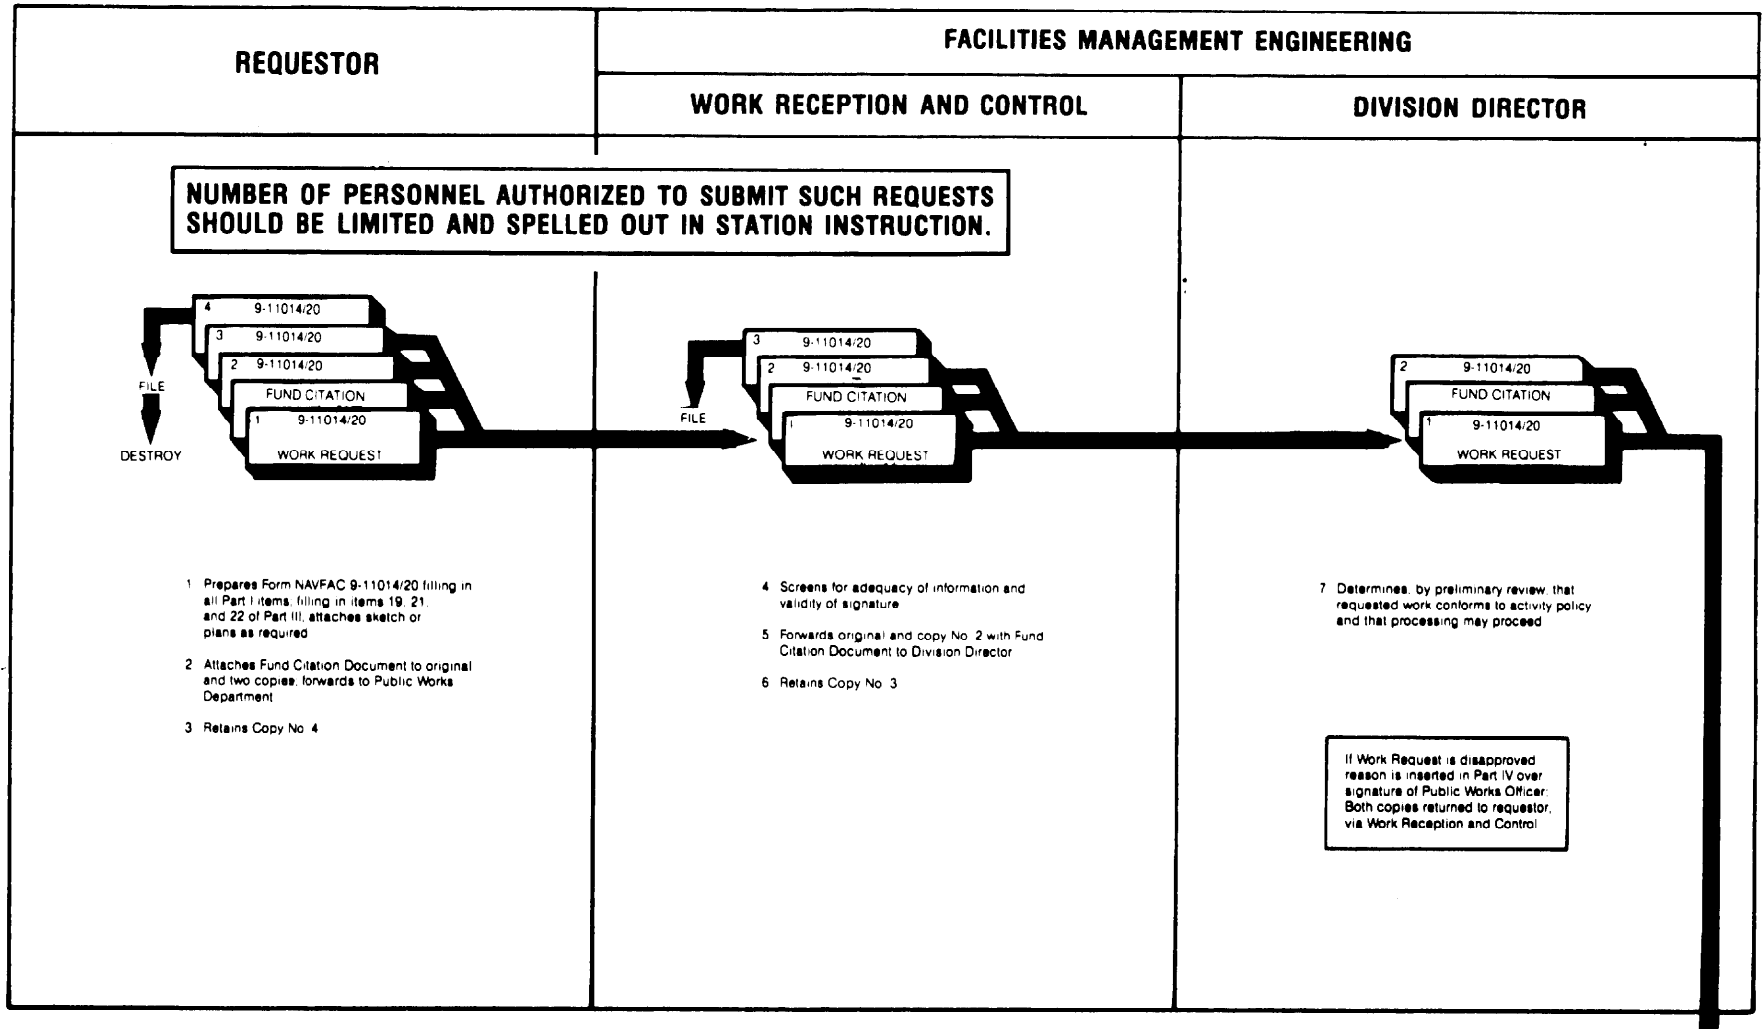 REQUESTOR
FACILITIES MANAGEMENT ENGINEERING
WORK RECEPTION AND CONTROL
DIVISION DIRECTOR
NUMBER OF PERSONNEL AUTHORIZED TO SUBMIT SUCH REQUESTS
SHOULD BE LIMITED AND SPELLED OUT IN STATION INSTRUCTION.
4 9-11014/20
3 9-11014/20
2 9-11014/20
FUND CITATION
1 9-11014/20
WORK REQUEST
FILE
DESTROY
3 9-11014/20
2 9-11014/20
FUND CITATION
1 9-11014/20
WORK REQUEST
FILE
2 9-11014/20
FUND CITATION
1 9-11014/20
WORK REQUEST
1 Prepares Form NAVFAC 9-11014/20 filling in
all Part I items; filling in items 19, 21,
and 22 of Part III, attaches sketch or
plans as required
2 Attaches Fund Citation Document to original
and two copies, forwards to Public Works
Department
3 Retains Copy No 4
4 Screens for adequacy of information and
validity of signature
5 Forwards original and copy No. 2 with Fund
Citation Document to Division Director
6 Retains Copy No 3
7 Determines, by preliminary review, that
requested work conforms to activity policy
and that processing may proceed
If Work Request is disapproved
reason is inserted in Part IV over
signature of Public Works Officer;
Both copies returned to requestor,
via Work Reception and Control